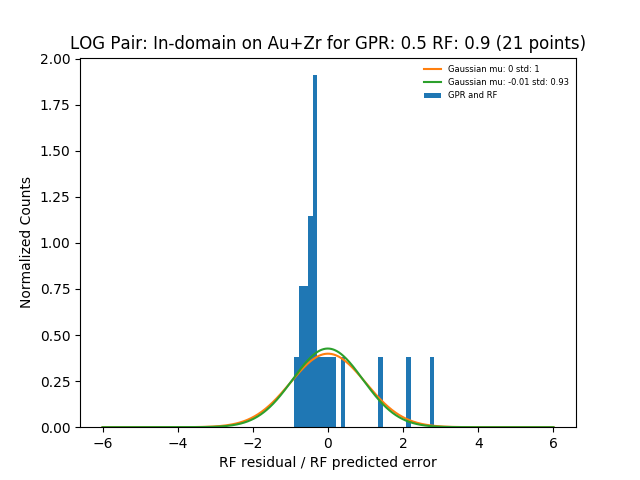 LOG Pair: In-domain on Au+Zr for GPR: 0.5 RF: 0.9 (21 points)
Gaussian mu: 0 std: 1
Gaussian mu: -0.01 std: 0.93
GPR and RF
Normalized Counts
2.00
1.75
1.50
1.25
1.00
0.75
0.50
0.25
0.00
−6 −4 −2 0 2 4 6
RF residual / RF predicted error